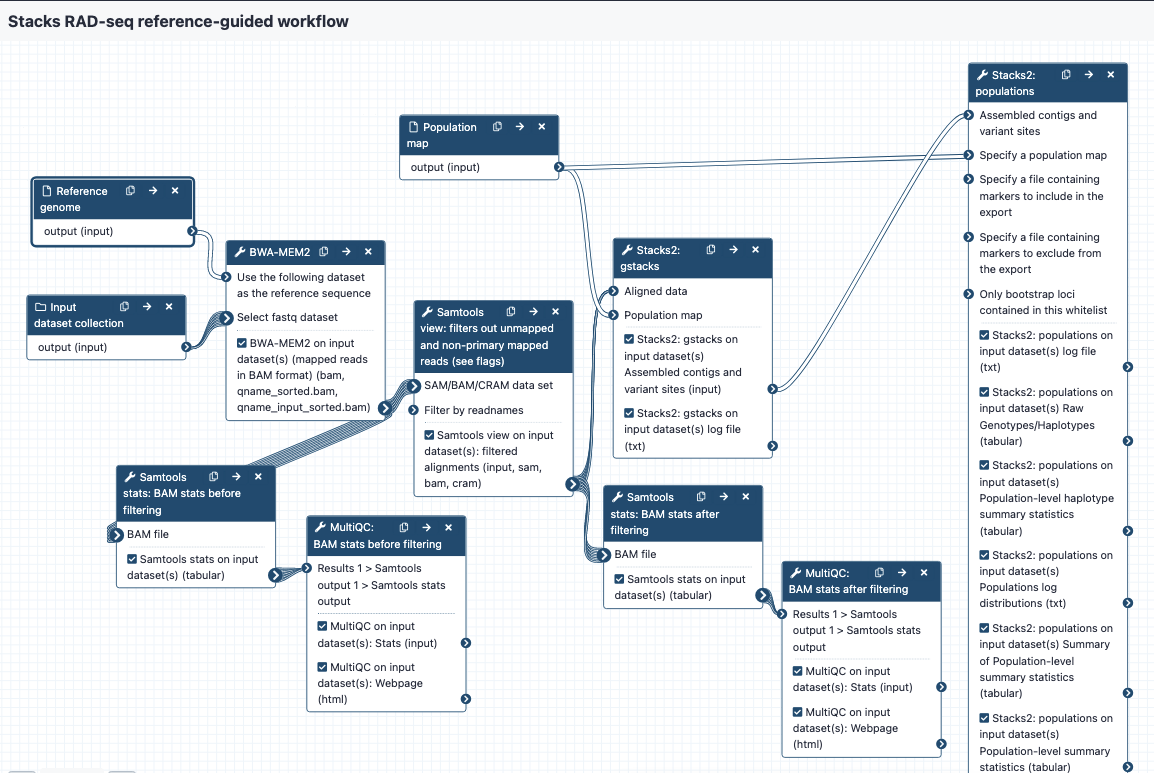 Stacks RAD-seq reference-guided workflow
Reference
genome
output (input)
Input
dataset collection
output (input)
BWA-MEM2
Use the following dataset
as the reference sequence
Select fastq dataset
BWA-MEM2 on input
dataset(s) (mapped reads
in BAM format) (bam,
qname_sorted.bam,
qname_input_sorted.bam)
Population
map
output (input)
Samtools
view: filters out unmapped
and non-primary mapped
reads (see flags)
SAM/BAM/CRAM data set
Filter by readnames
Samtools view on input
dataset(s): filtered
alignments (input, sam,
bam, cram)
Samtools
stats: BAM stats before
filtering
BAM file
Samtools stats on input
dataset(s) (tabular)
MultiQC:
BAM stats before filtering
Results 1 > Samtools
output 1 > Samtools stats
output
MultiQC on input
dataset(s): Stats (input)
MultiQC on input
dataset(s): Webpage
(html)
Stacks2:
gstacks
Aligned data
Population map
Stacks2: gstacks on
input dataset(s)
Assembled contigs and
variant sites (input)
Stacks2: gstacks on
input dataset(s) log file
(txt)
Samtools
stats: BAM stats after
filtering
BAM file
Samtools stats on input
dataset(s) (tabular)
MultiQC:
BAM stats after filtering
Results 1 > Samtools
output 1 > Samtools stats
output
MultiQC on input
dataset(s): Stats (input)
MultiQC on input
dataset(s): Webpage
(html)
Stacks2:
populations
Assembled contigs and
variant sites
Specify a population map
Specify a file containing
markers to include in the
export
Specify a file containing
markers to exclude from
the export
Only bootstrap loci
contained in this whitelist
Stacks2: populations on
input dataset(s) log file
(txt)
Stacks2: populations on
input dataset(s) Raw
Genotypes/Haplotypes
(tabular)
Stacks2: populations on
input dataset(s)
Population-level haplotype
summary statistics
(tabular)
Stacks2: populations on
input dataset(s)
Populations log
distributions (txt)
Stacks2: populations on
input dataset(s) Summary
of Population-level
summary statistics
(tabular)
Stacks2: populations on
input dataset(s)
Population-level summary
statistics (tabular)